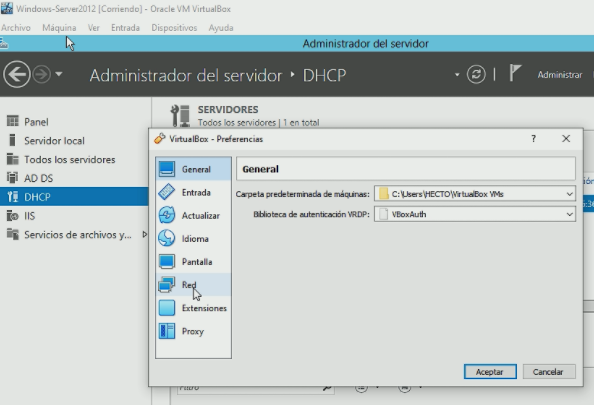 Windows-Server2012 [Corriendo] - Oracle VM VirtualBox
Archivo Máquina Ver Entrada Dispositivos Ayuda
Administrador del servidor
Administrador del servidor DHCP
Administrar
Panel
Servidor local
Todos los servidores
AD DS
DHCP
IIS
Servicios de archivos y...
SERVIDORES
Todos los servidores | 1 en total
VirtualBox - Preferencias
? ×
General
Entrada
Actualizar
Idioma
Pantalla
Red
Extensiones
Proxy
General
Carpeta predeterminada de máquinas: C:\Users/HECTO/VirtualBox VMs
Biblioteca de autenticación VRDP: VBoxAuth
Aceptar Cancelar